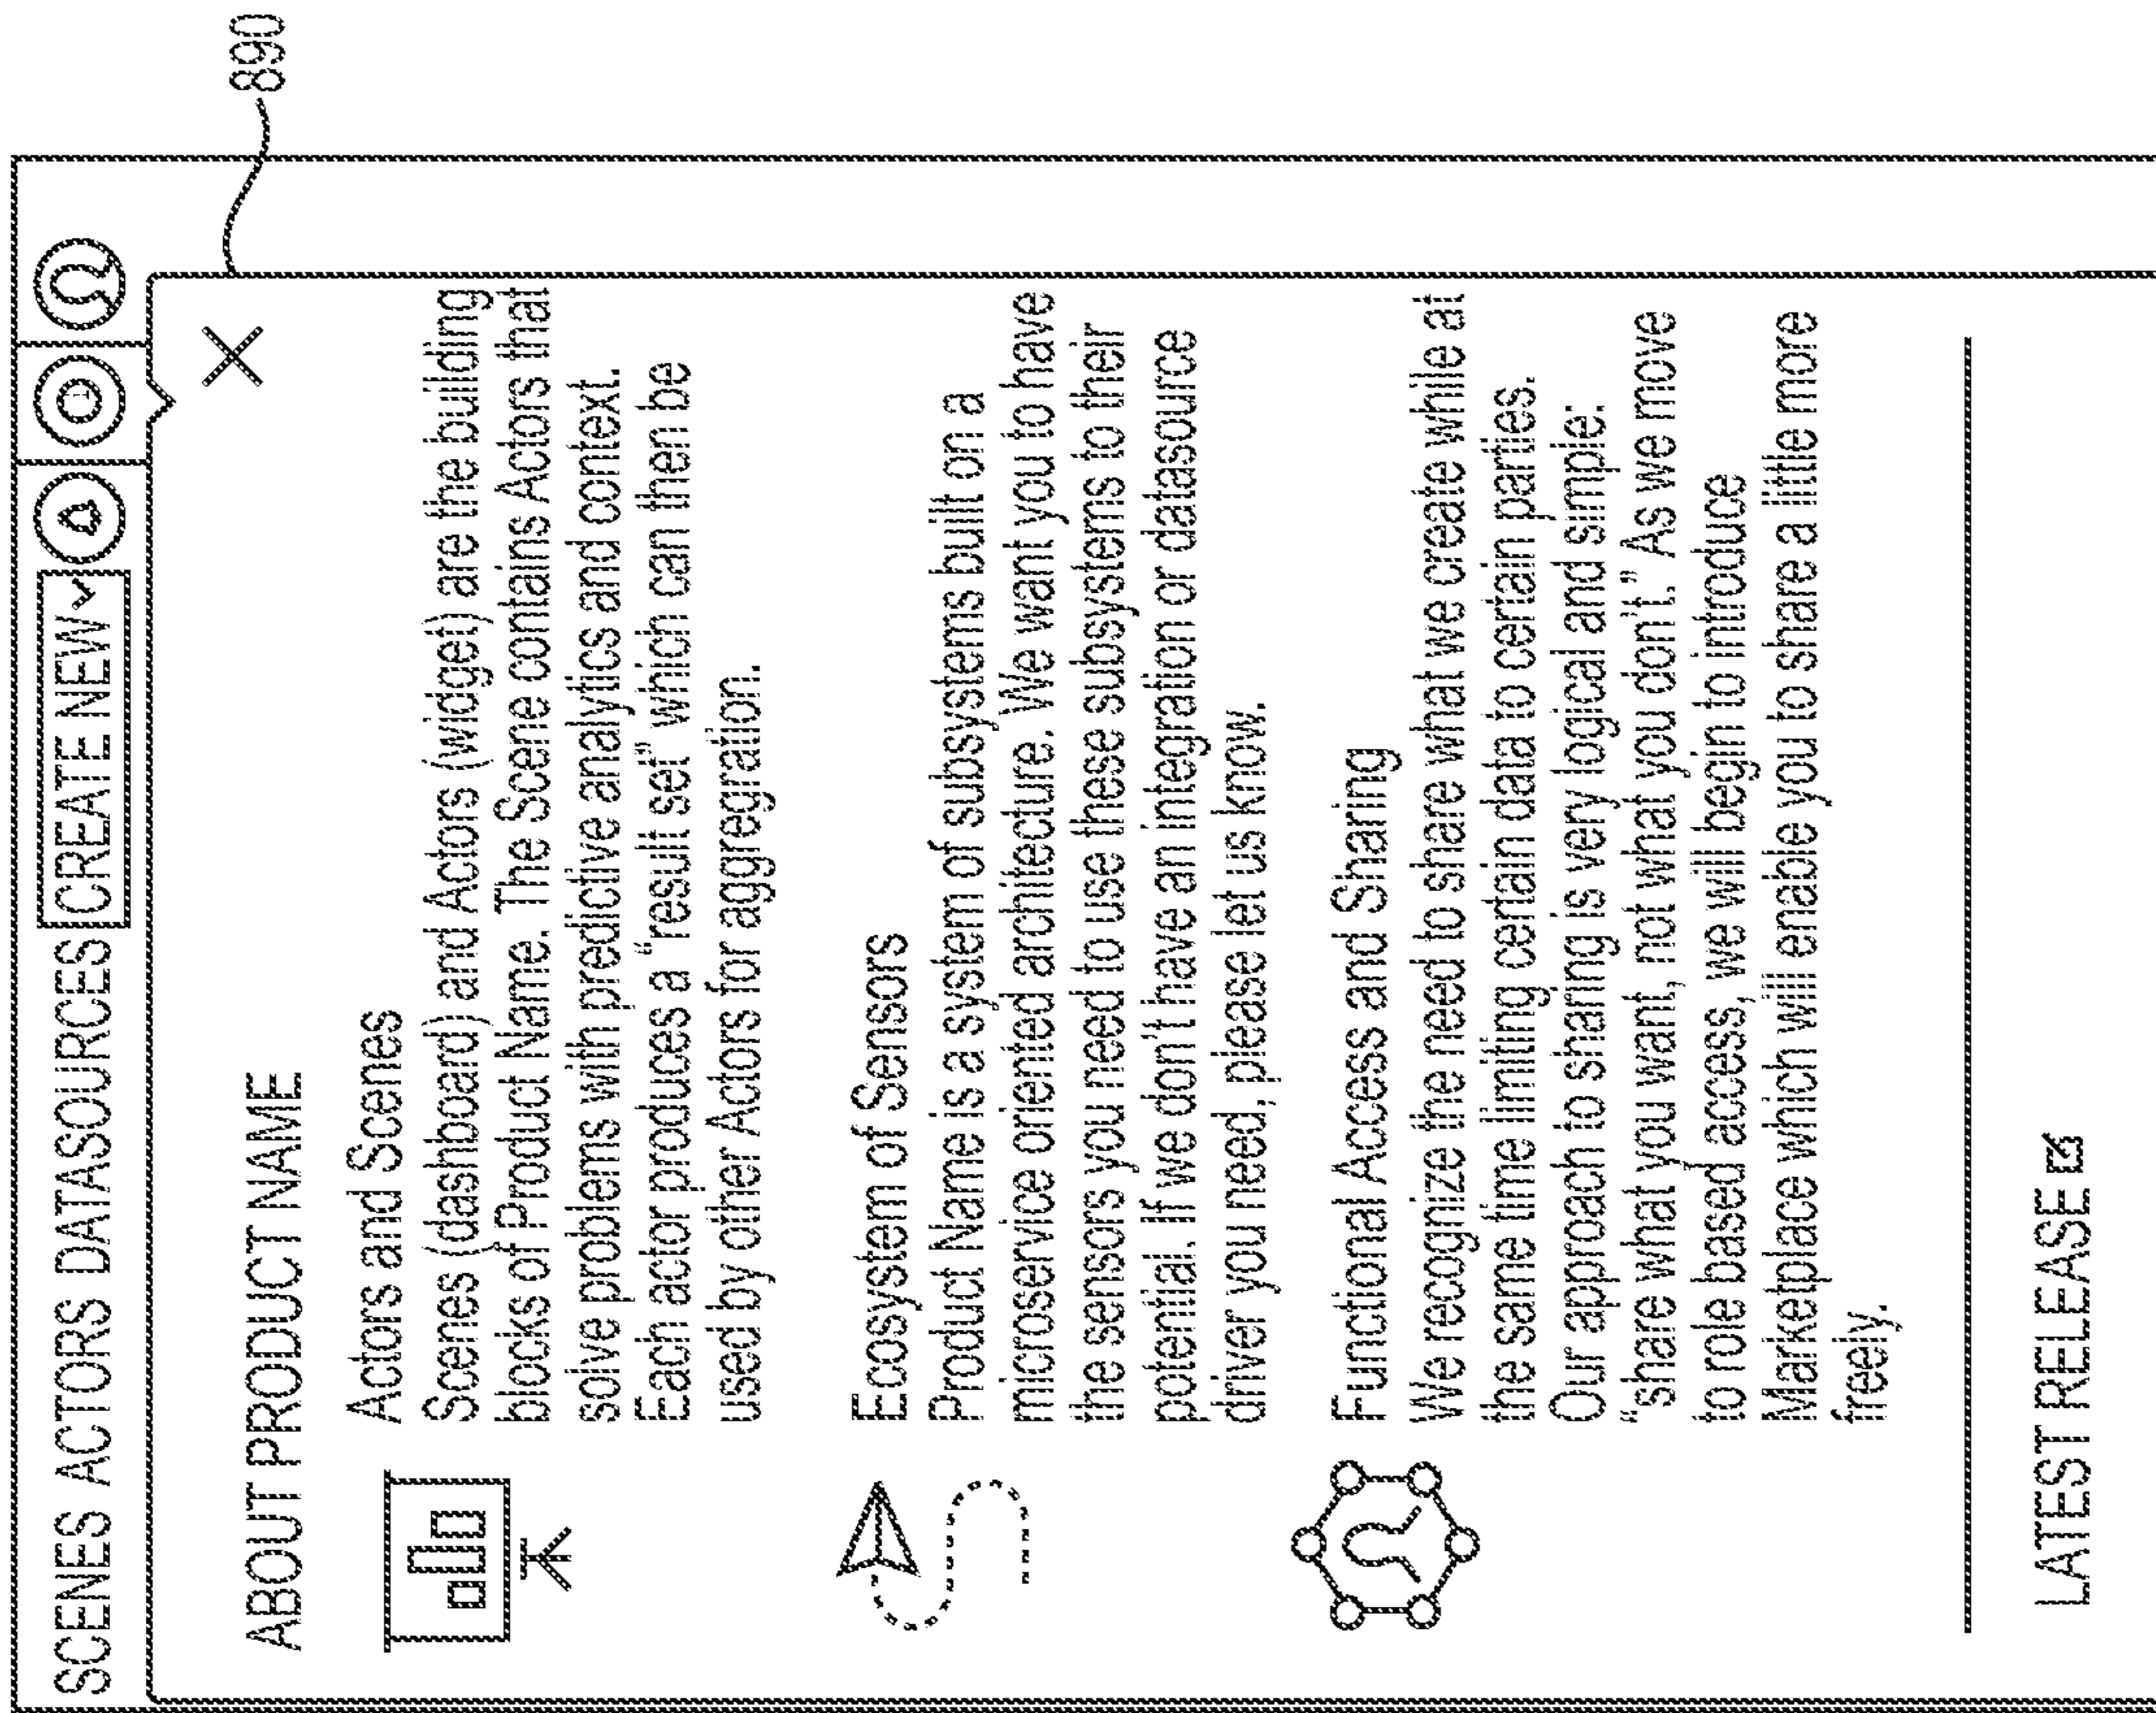 890
SCENES ACTORS DATASOURCES CREATE NEW
ABOUT PRODUCT NAME
Actors and Scenes
Scenes (dashboard) and Actors (widget) are the building
blocks of Product Name. The Scene contains Actors that
solve problems with predictive analytics and context.
Each actor produces a "result set" which can then be
used by other Actors for aggregration.
Ecosystem of Sensors
Product Name is a system of subsystems built on a
microservice oriented architecture. We want you to have
the sensors you need to use these subsystems to their
potential. If we don't have an integration or datasource
driver you need, please let us know.
Functional Access and Sharing
We recognize the need to share what we create while at
the same time limiting certain data to certain parties.
Our approach to sharing is very logical and simple:
"share what you want, not what you don't." As we move
to role based access, we will begin to introduce
Marketplace which will enable you to share a little more
freely.
LATEST RELEASE